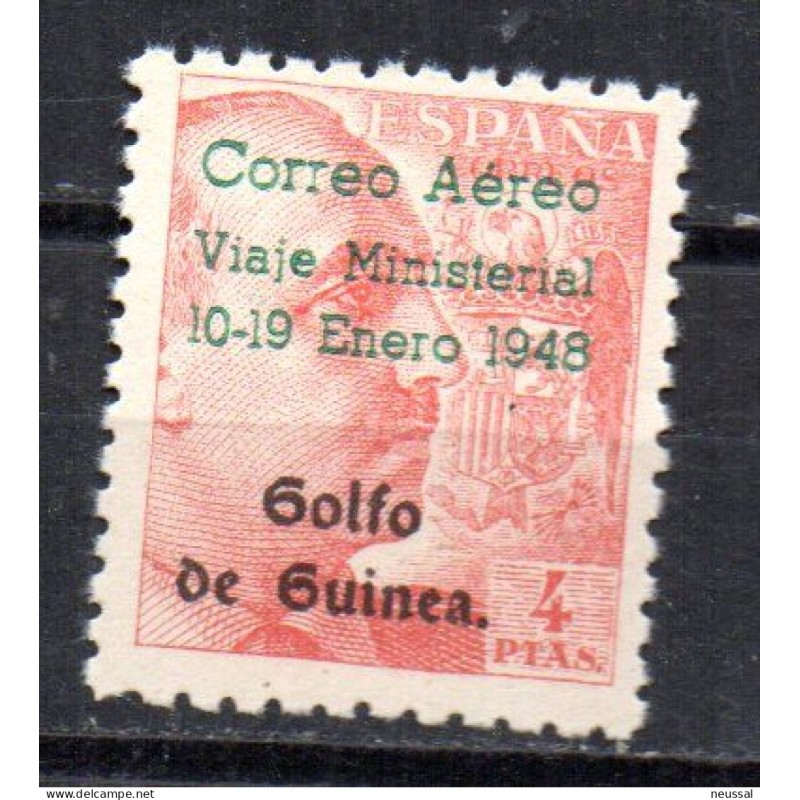 ESPAÑA
Correo Aéreo
Viaje Ministerial
10-19 Enero 1948
Golfo
de Guinea.
4
PTAS.
© www.delcampe.net
neussal